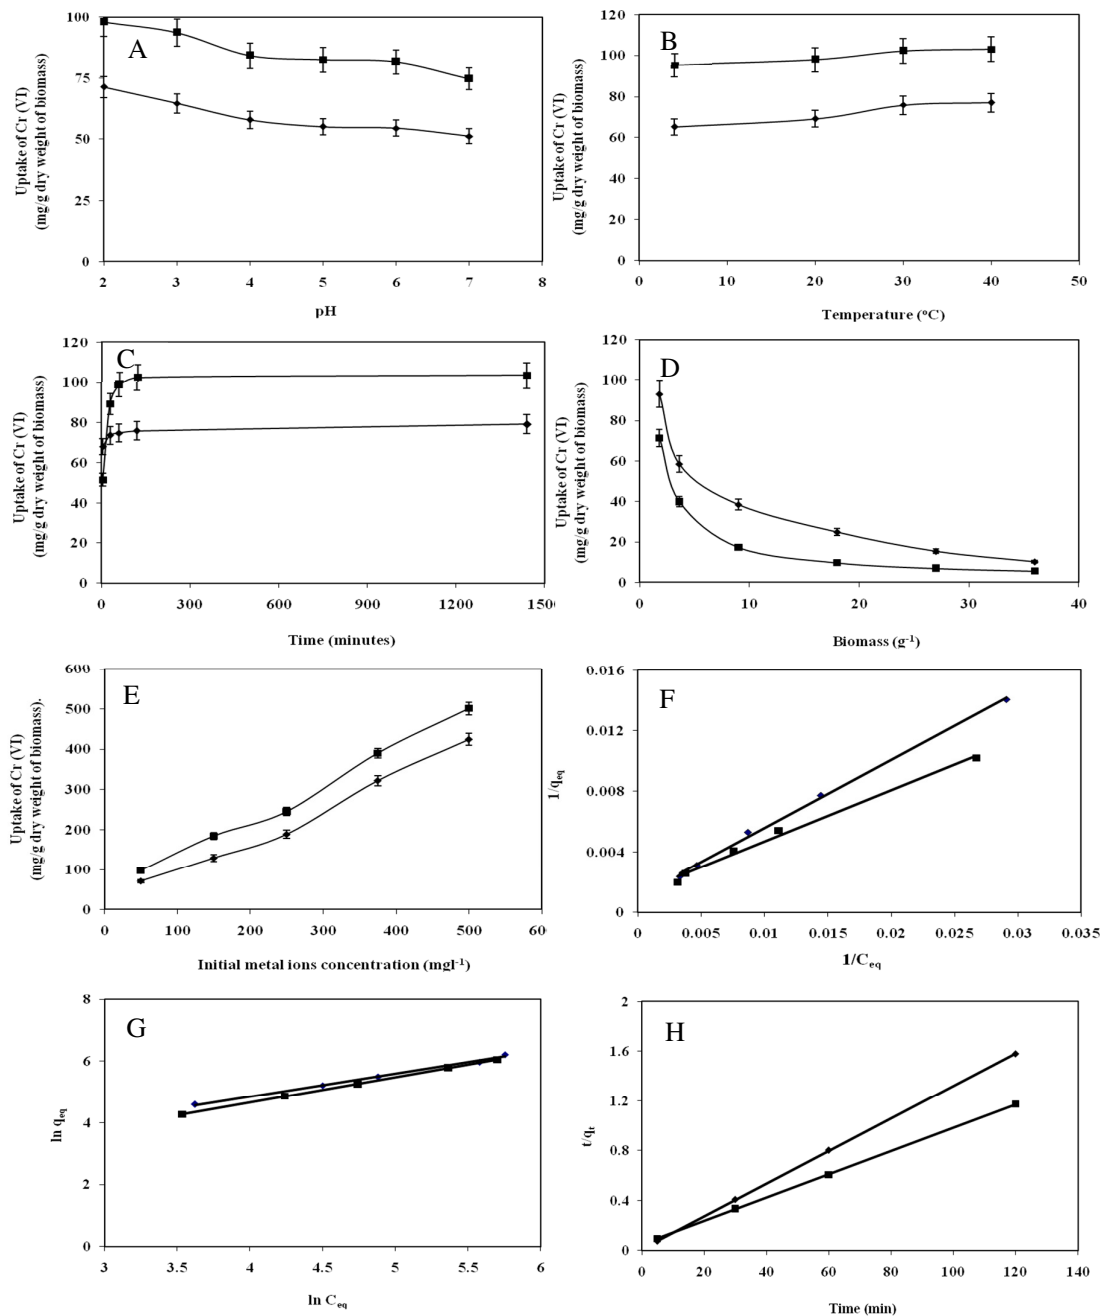 A
Uptake of Cr (VI)
(mg/g dry weight of biomass)
100
75
50
25
0
2 3 4 5 6 7 8
pH
B
Uptake of Cr (VI)
(mg/g dry weight of biomass)
120
100
80
60
40
20
0
0 10 20 30 40 50
Temperature (°C)
C
Uptake of Cr (VI)
(mg/g dry weight of biomass)
120
100
80
60
40
20
0
0 300 600 900 1200 1500
Time (minutes)
D
Uptake of Cr (VI)
(mg/g dry weight of biomass)
120
100
80
60
40
20
0
0 10 20 30 40
Biomass (g⁻¹)
E
Uptake of Cr (VI)
(mg/g dry weight of biomass).
600
500
400
300
200
100
0
0 100 200 300 400 500 60
Initial metal ions concentration (mgl⁻¹)
F
1/qeq
0.016
0.012
0.008
0.004
0
0 0.005 0.01 0.015 0.02 0.025 0.03 0.035
1/Ceq
G
ln qeq
8
6
4
2
0
3 3.5 4 4.5 5 5.5 6
ln Ceq
H
t/qt
2
1.6
1.2
0.8
0.4
0
0 20 40 60 80 100 120 140
Time (min)